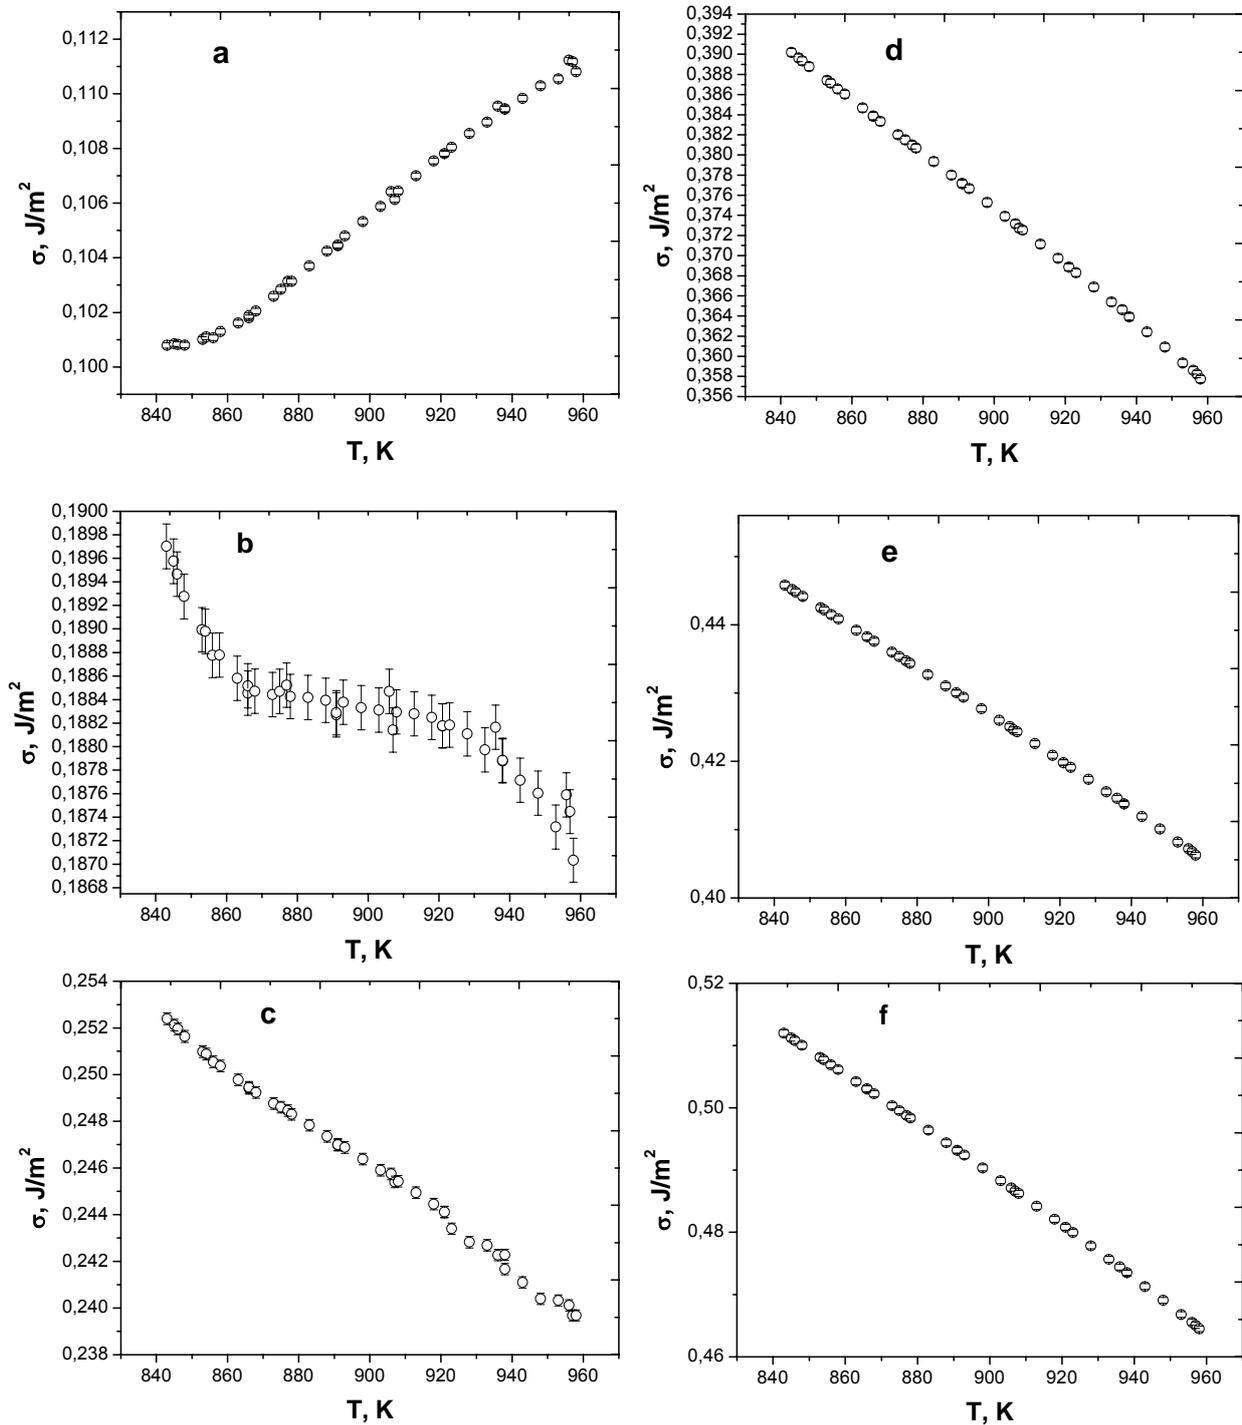 0,112
0,110
0,108
0,106
0,104
0,102
0,100
a
σ, J/m²
840 860 880 900 920 940 960
T, K
0,394
0,392
0,390
0,388
0,386
0,384
0,382
0,380
0,378
0,376
0,374
0,372
0,370
0,368
0,366
0,364
0,362
0,360
0,358
0,356
d
σ, J/m²
840 860 880 900 920 940 960
T, K
0,1900
0,1898
0,1896
0,1894
0,1892
0,1890
0,1888
0,1886
0,1884
0,1882
0,1880
0,1878
0,1876
0,1874
0,1872
0,1870
0,1868
b
σ, J/m²
840 860 880 900 920 940 960
T, K
0,44
0,42
0,40
e
σ, J/m²
840 860 880 900 920 940 960
T, K
0,254
0,252
0,250
0,248
0,246
0,244
0,242
0,240
0,238
c
σ, J/m²
840 860 880 900 920 940 960
T, K
0,52
0,50
0,48
0,46
f
σ, J/m²
840 860 880 900 920 940 960
T, K